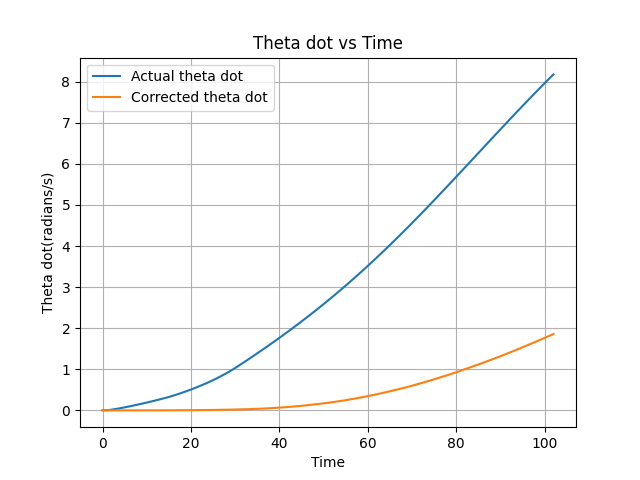 Theta dot vs Time
Actual theta dot
Corrected theta dot
8
7
6
5
4
3
2
1
0
Theta dot(radians/s)
0 20 40 60 80 100
Time